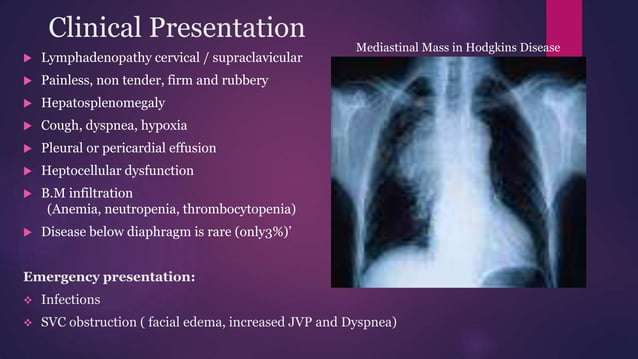 Clinical Presentation
Mediastinal Mass in Hodgkins Disease
Lymphadenopathy cervical / supraclavicular
Painless, non tender, firm and rubbery
Hepatosplenomegaly
Cough, dyspnea, hypoxia
Pleural or pericardial effusion
Heptocellular dysfunction
B.M infiltration
(Anemia, neutropenia, thrombocytopenia)
Disease below diaphragm is rare (only3%)’
Emergency presentation:
Infections
SVC obstruction ( facial edema, increased JVP and Dyspnea)